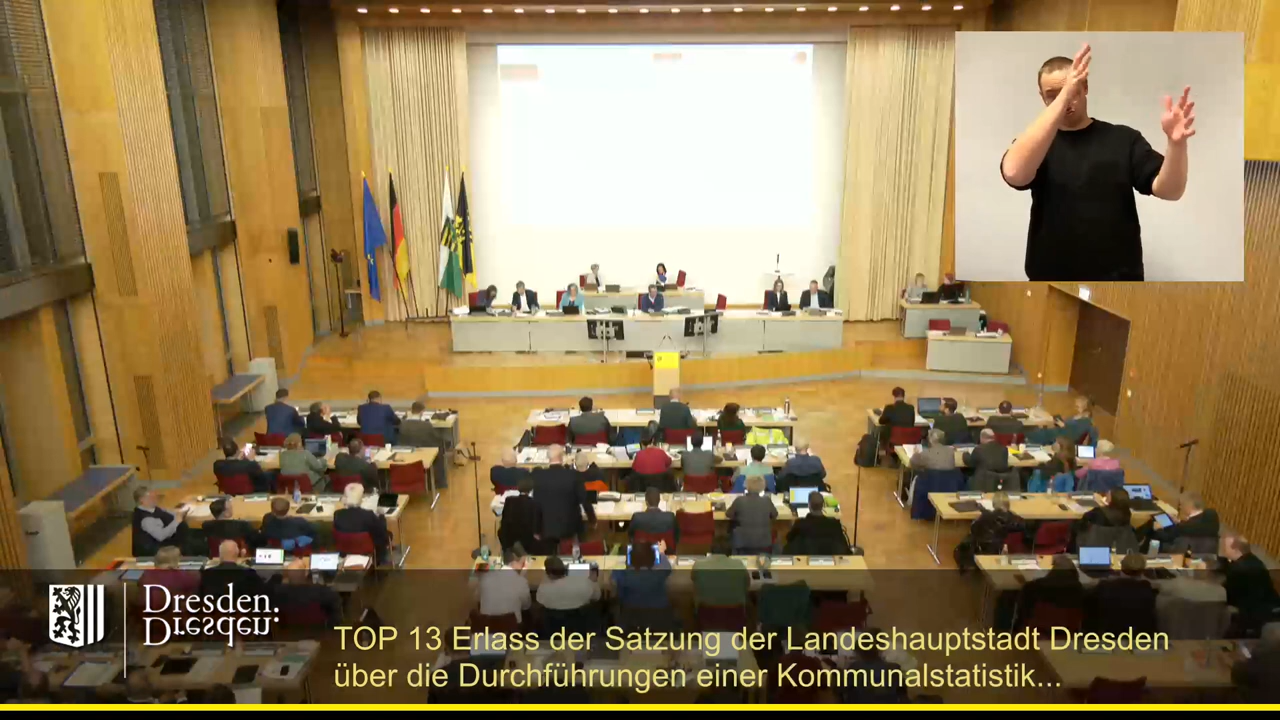 Dresden.
Dresden.
TOP 13 Erlass der Satzung der Landeshauptstadt Dresden
über die Durchführungen einer Kommunalstatistik...